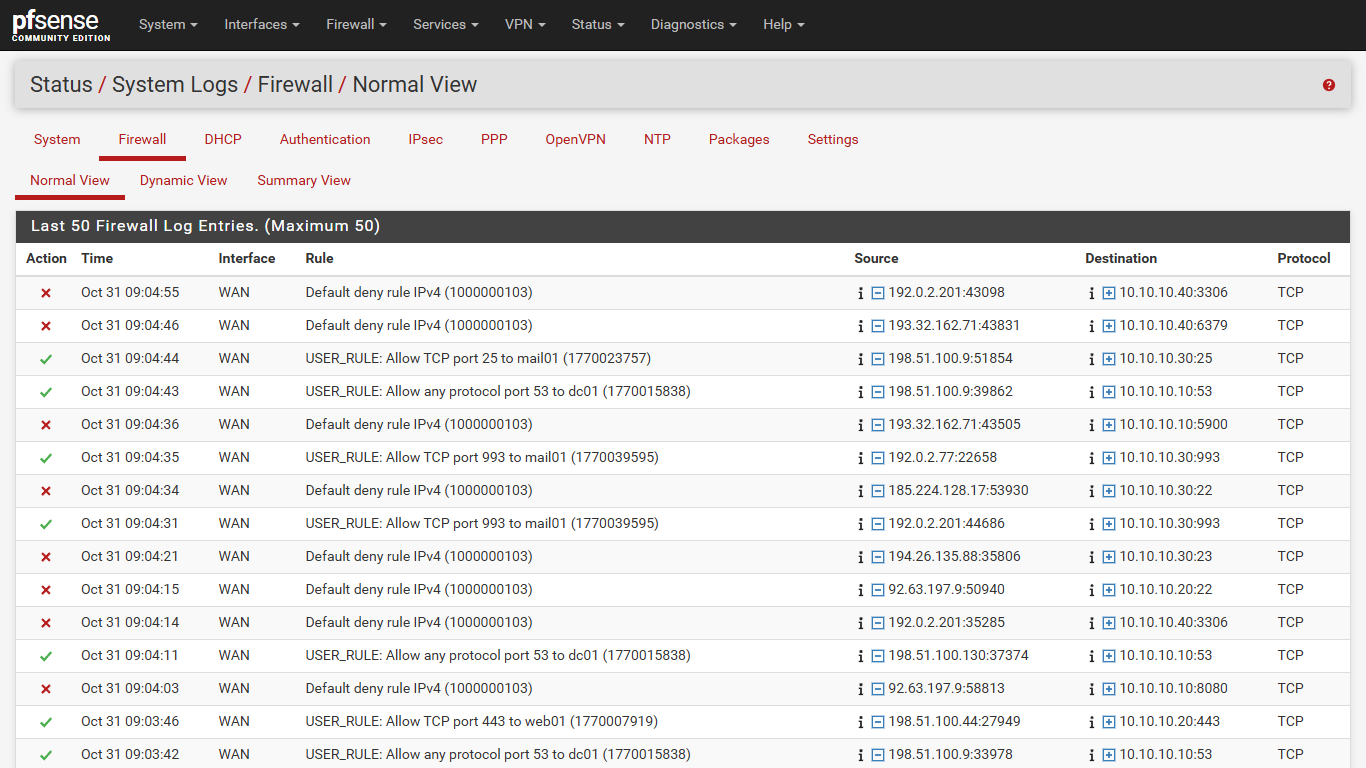 pfsense
COMMUNITY EDITION
System Interfaces Firewall Services VPN Status Diagnostics Help
Status / System Logs / Firewall / Normal View
?
System Firewall DHCP Authentication IPsec PPP OpenVPN NTP Packages Settings
Normal View Dynamic View Summary View
Last 50 Firewall Log Entries. (Maximum 50)
Action Time Interface Rule Source Destination Protocol
Oct 31 09:04:55 WAN Default deny rule IPv4 (1000000103) 192.0.2.201:43098 10.10.10.40:3306 TCP
Oct 31 09:04:46 WAN Default deny rule IPv4 (1000000103) 193.32.162.71:43831 10.10.10.40:6379 TCP
Oct 31 09:04:44 WAN USER_RULE: Allow TCP port 25 to mail01 (1770023757) 198.51.100.9:51854 10.10.10.30:25 TCP
Oct 31 09:04:43 WAN USER_RULE: Allow any protocol port 53 to dc01 (1770015838) 198.51.100.9:39862 10.10.10.10:53 TCP
Oct 31 09:04:36 WAN Default deny rule IPv4 (1000000103) 193.32.162.71:43505 10.10.10.10:5900 TCP
Oct 31 09:04:35 WAN USER_RULE: Allow TCP port 993 to mail01 (1770039595) 192.0.2.77:22658 10.10.10.30:993 TCP
Oct 31 09:04:34 WAN Default deny rule IPv4 (1000000103) 185.224.128.17:53930 10.10.10.30:22 TCP
Oct 31 09:04:31 WAN USER_RULE: Allow TCP port 993 to mail01 (1770039595) 192.0.2.201:44686 10.10.10.30:993 TCP
Oct 31 09:04:21 WAN Default deny rule IPv4 (1000000103) 194.26.135.88:35806 10.10.10.30:23 TCP
Oct 31 09:04:15 WAN Default deny rule IPv4 (1000000103) 92.63.197.9:50940 10.10.10.20:22 TCP
Oct 31 09:04:14 WAN Default deny rule IPv4 (1000000103) 192.0.2.201:35285 10.10.10.40:3306 TCP
Oct 31 09:04:11 WAN USER_RULE: Allow any protocol port 53 to dc01 (1770015838) 198.51.100.130:37374 10.10.10.10:53 TCP
Oct 31 09:04:03 WAN Default deny rule IPv4 (1000000103) 92.63.197.9:58813 10.10.10.10:8080 TCP
Oct 31 09:03:46 WAN USER_RULE: Allow TCP port 443 to web01 (1770007919) 198.51.100.44:27949 10.10.10.20:443 TCP
Oct 31 09:03:42 WAN USER_RULE: Allow any protocol port 53 to dc01 (1770015838) 198.51.100.9:33978 10.10.10.10:53 TCP